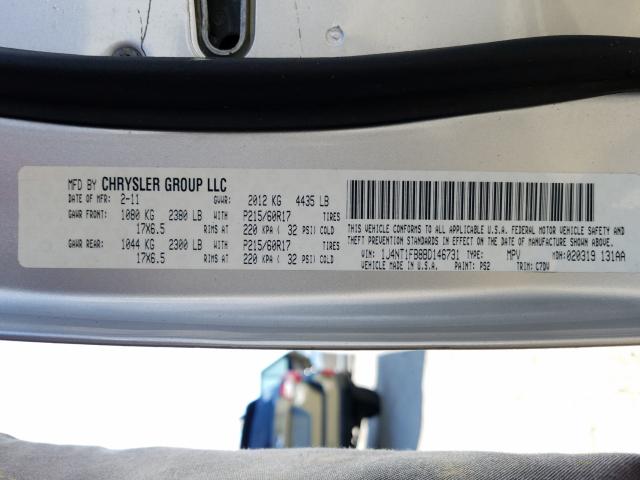 MFD BY CHRYSLER GROUP LLC
DATE OF MFR: 2-11 GVWR: 2012 KG 4435 LB
GAWR FRONT: 1080 KG 2380 LB WITH P215/60R17 TIRES
17X6.5 RIMS AT 220 KPA ( 32 PSI) COLD
GAWR REAR: 1044 KG 2300 LB WITH P215/60R17 TIRES
17X6.5 RIMS AT 220 KPA ( 32 PSI) COLD
THIS VEHICLE CONFORMS TO ALL APPLICABLE U.S.A. FEDERAL MOTOR VEHICLE SAFETY,
BUMPER, AND THEFT PREVENTION STANDARDS IN EFFECT ON THE DATE OF MANUFACTURE SHOWN ABOVE.
VIN: 1J4NT1FB8BD146731 TYPE: MPV MDH: 020319 131AA
VEHICLE MADE IN U.S.A. PAINT: PS2 TRIM: C7DV